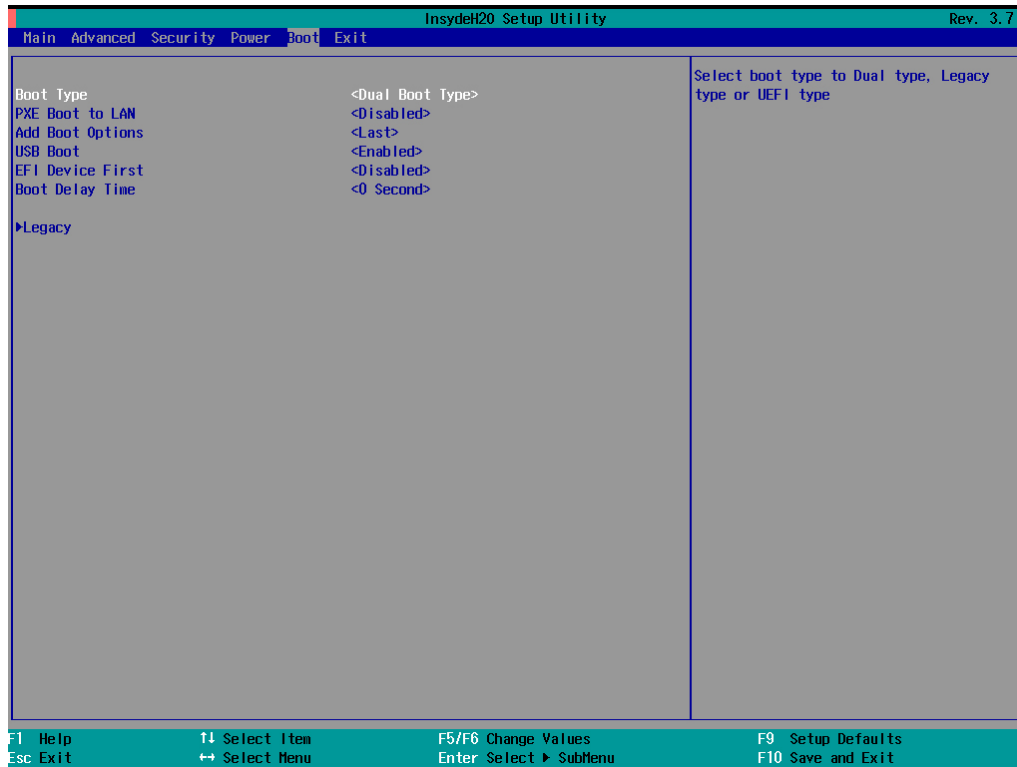 InsydeH20 Setup Utility Rev. 3.7
Main Advanced Security Power Boot Exit
Boot Type <Dual Boot Type>
PXE Boot to LAN <Disabled>
Add Boot Options <Last>
USB Boot <Enabled>
EFI Device First <Disabled>
Boot Delay Time <0 Second>
▶Legacy
Select boot type to Dual type, Legacy
type or UEFI type
F1 Help ↑↓ Select Item F5/F6 Change Values F9 Setup Defaults
Esc Exit ↔ Select Menu Enter Select ▶ SubMenu F10 Save and Exit